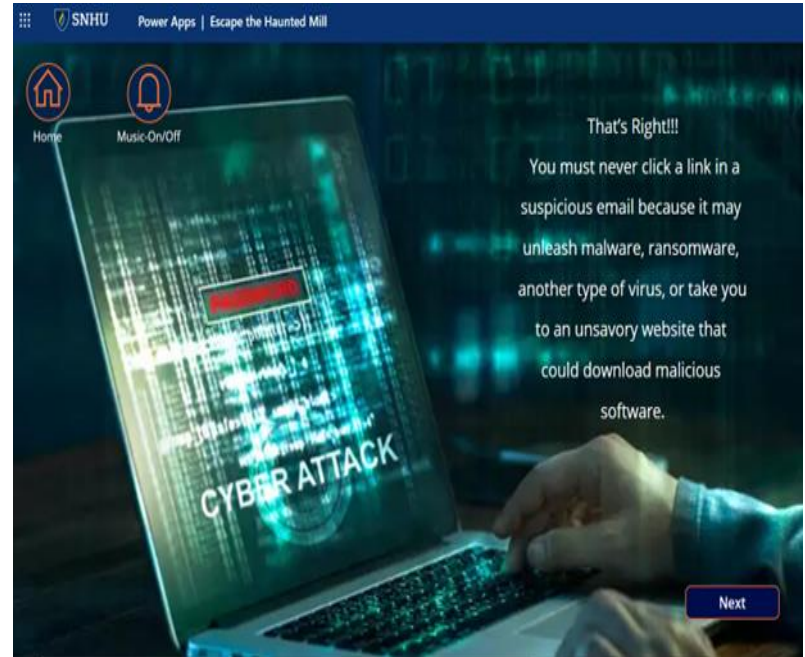 SNHU Power Apps | Escape the Haunted Mill
Home
Music-On/Off
That's Right!!!
You must never click a link in a
suspicious email because it may
unleash malware, ransomware,
another type of virus, or take you
to an unsavory website that
could download malicious
software.
PASSWORD
CYBER ATTACK
Next